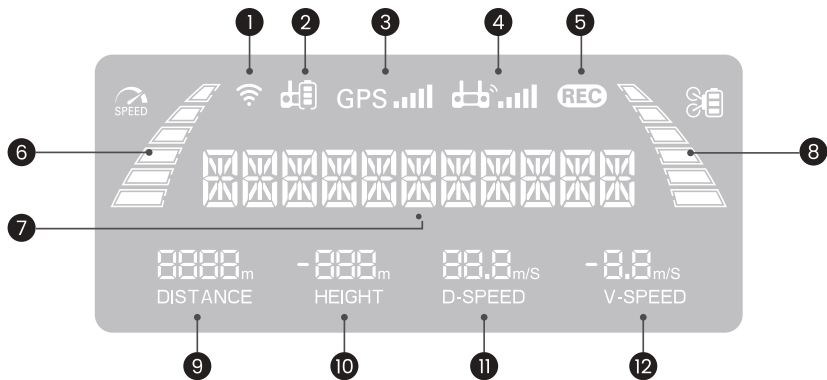 1 2 3 4 5
SPEED GPS REC
6 8
7
8888m -888m 88.8m/S -8.8m/S
DISTANCE HEIGHT D-SPEED V-SPEED
9 10 11 12